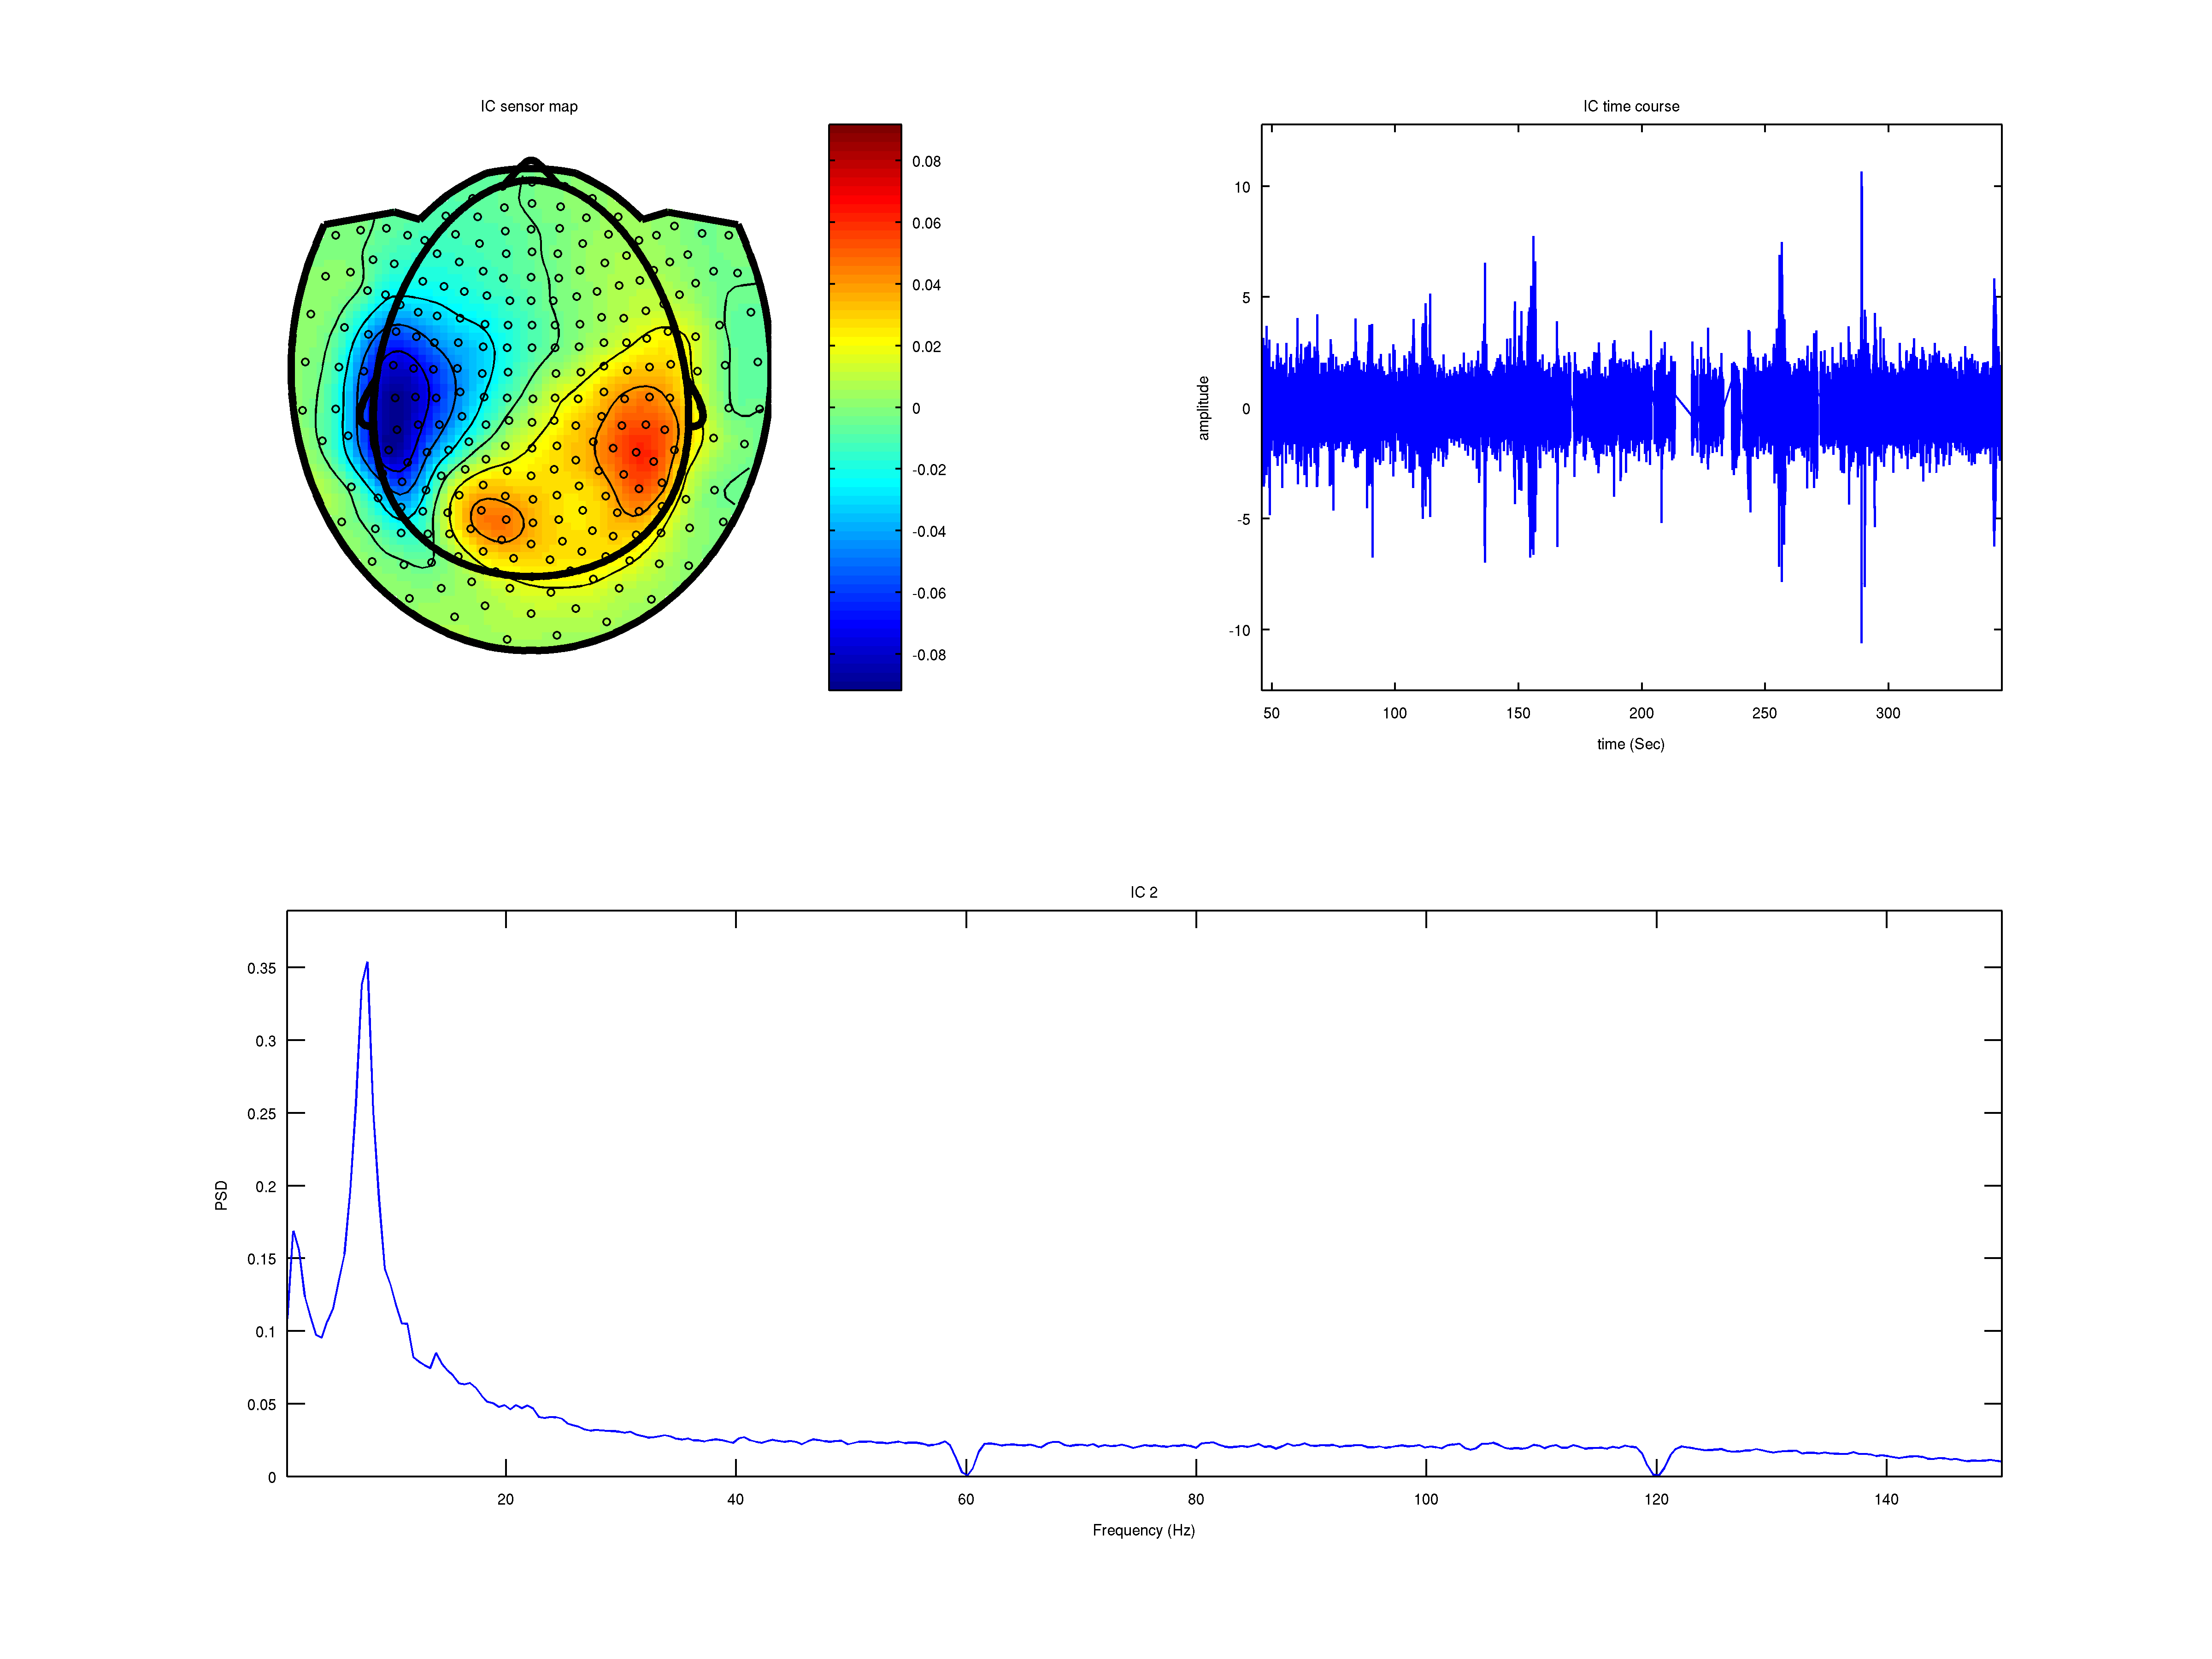 IC sensor map
0.08
0.06
0.04
0.02
0
-0.02
-0.04
-0.06
-0.08
IC time course
amplitude
10
5
0
-5
-10
50 100 150 200 250 300
time (Sec)
IC 2
PSD
0.35
0.3
0.25
0.2
0.15
0.1
0.05
0
20 40 60 80 100 120 140
Frequency (Hz)